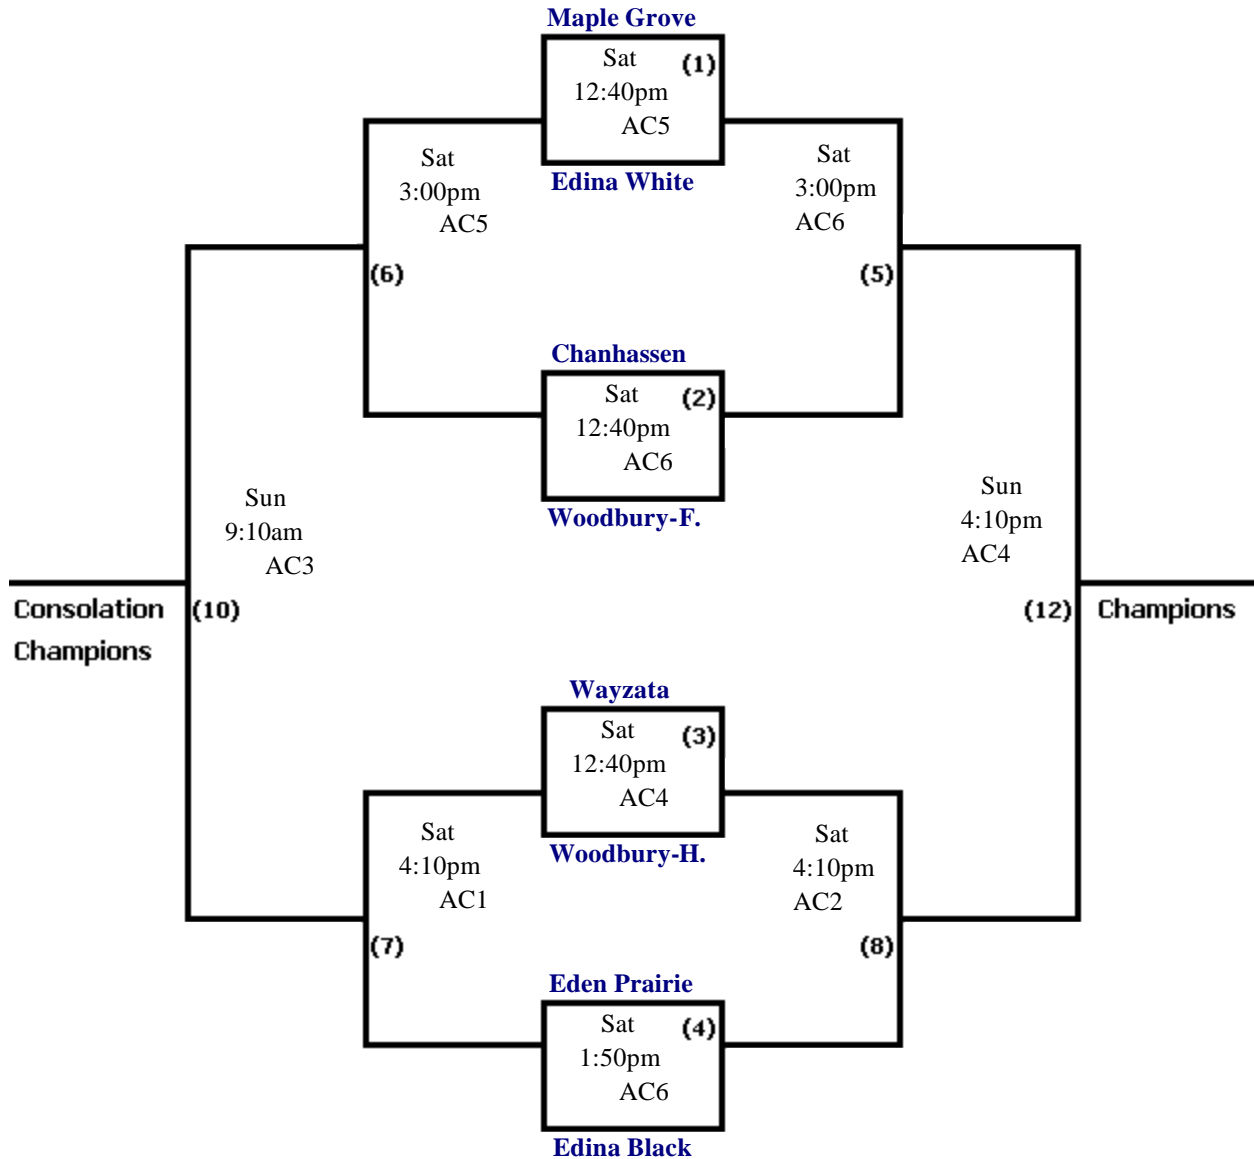 Maple Grove
Sat (1)
12:40pm
AC5
Edina White
Sat
3:00pm
AC5
(6)
Sat
3:00pm
AC6
(5)
Chanhassen
Sat (2)
12:40pm
AC6
Woodbury-F.
Sun
9:10am
AC3
Consolation (10)
Champions
Sun
4:10pm
AC4
(12) Champions
Wayzata
Sat (3)
12:40pm
AC4
Woodbury-H.
Sat
4:10pm
AC1
(7)
Sat
4:10pm
AC2
(8)
Eden Prairie
Sat (4)
1:50pm
AC6
Edina Black